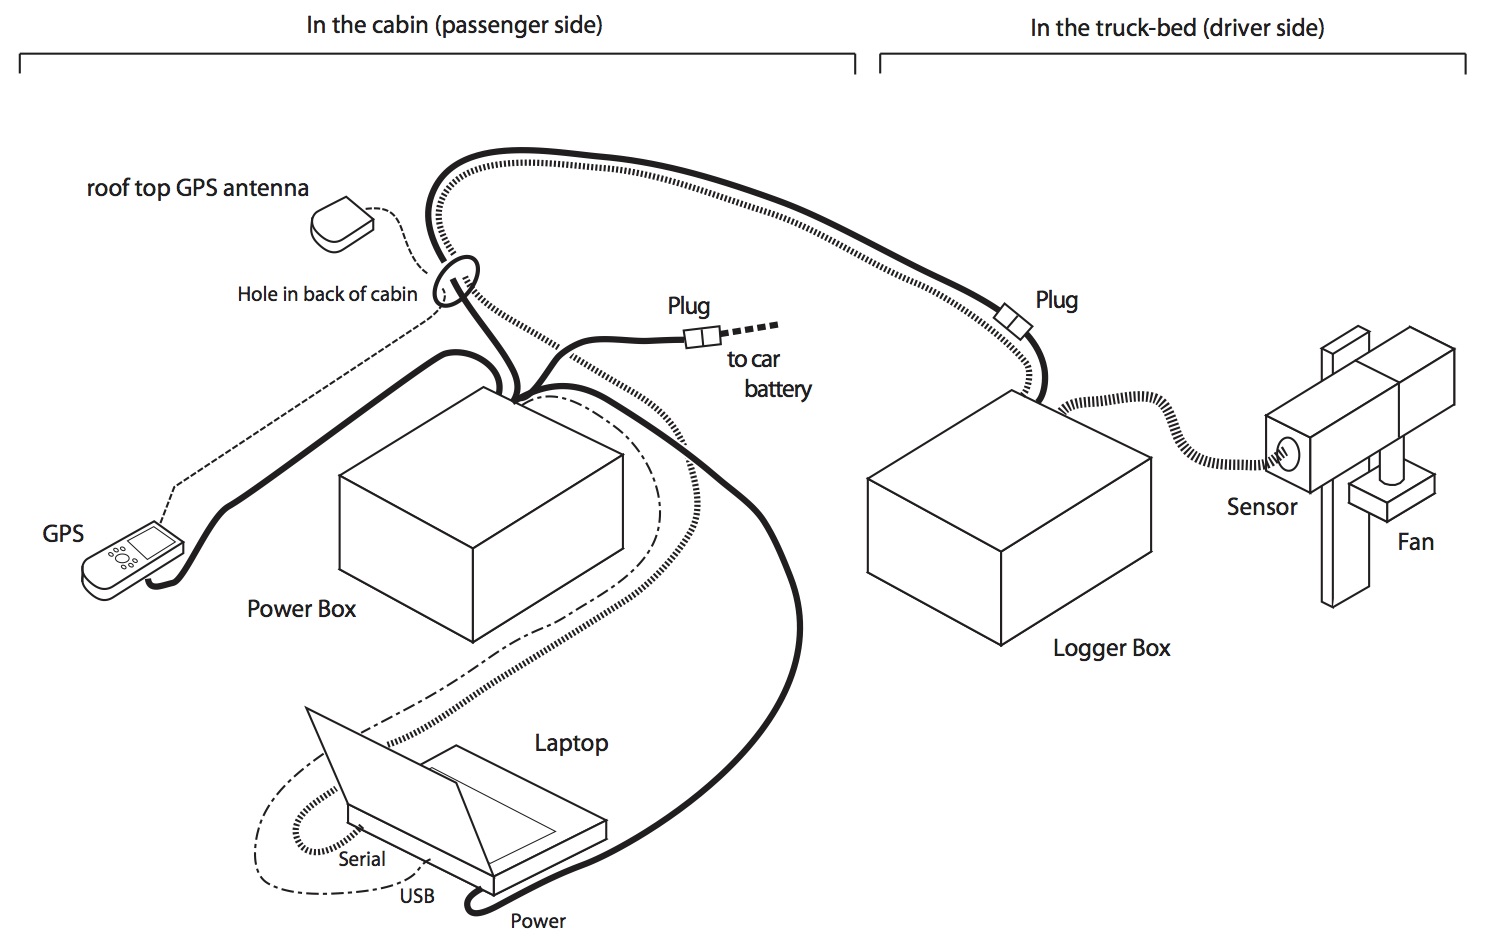 In the cabin (passenger side)
In the truck-bed (driver side)
roof top GPS antenna
Hole in back of cabin
Plug
to car
battery
Plug
GPS
Power Box
Sensor
Fan
Logger Box
Laptop
Serial
USB
Power